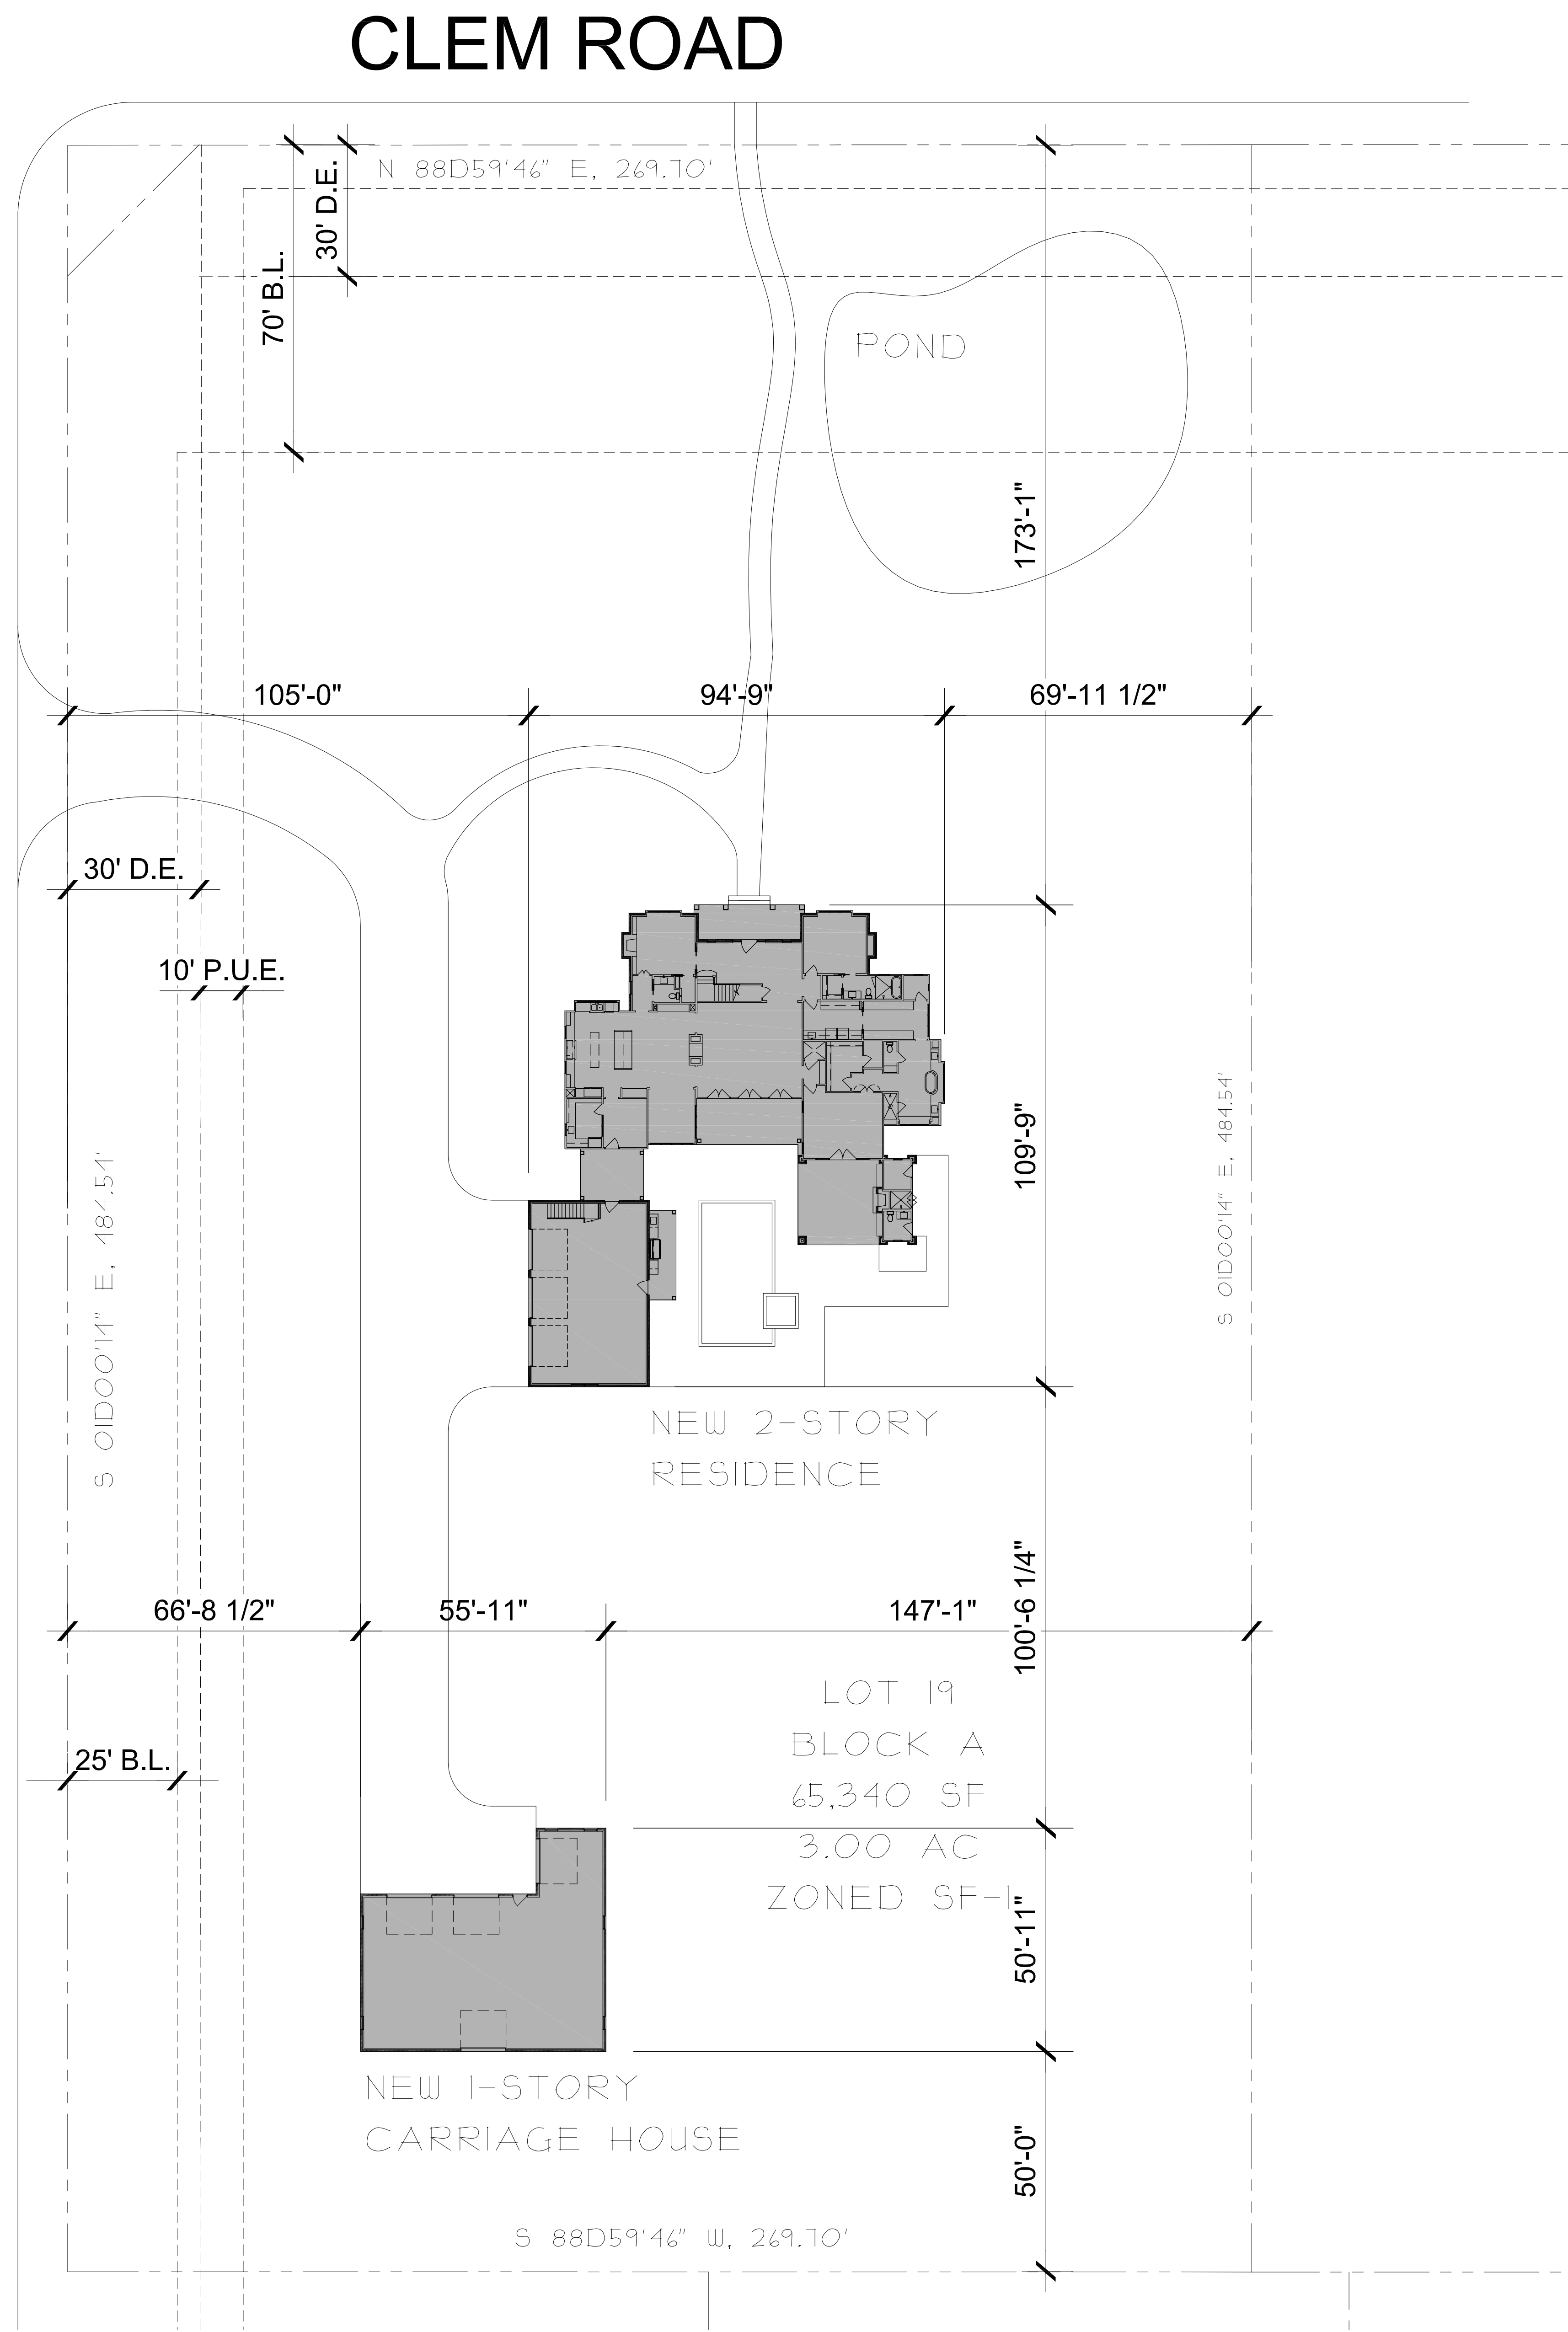 CLEM ROAD
N 88D59'46" E, 269.70'
30' D.E.
70' B.L.
POND
173'-1"
105'-0"
94'-9"
69'-11 1/2"
30' D.E.
10' P.U.E.
S 01D00'14" E, 484.54'
109'-9"
S 01D00'14" E, 484.54'
NEW 2-STORY
RESIDENCE
66'-8 1/2"
55'-11"
147'-1"
100'-6 1/4"
25' B.L.
LOT 19
BLOCK A
65,340 SF
3.00 AC
ZONED SF-1
50'-11"
NEW 1-STORY
CARRIAGE HOUSE
50'-0"
S 88D59'46" W, 269.70'